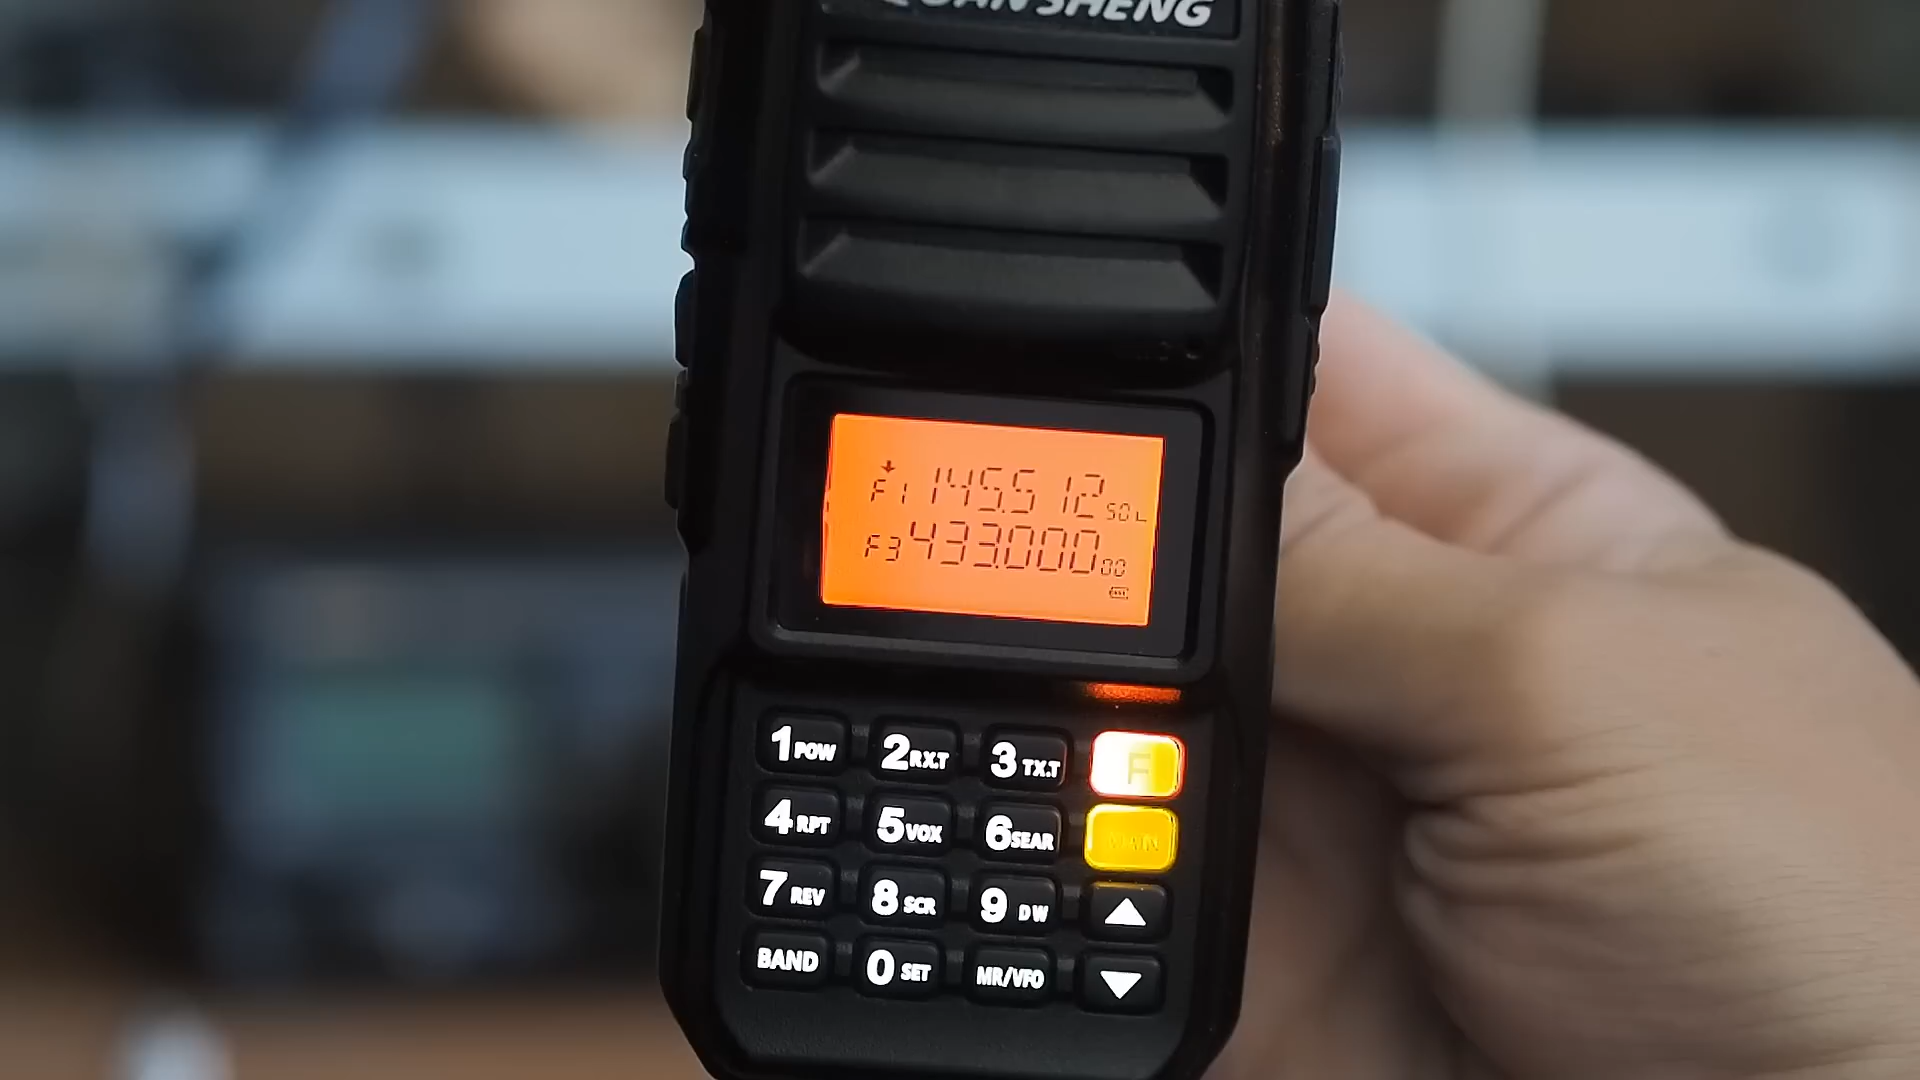 QUANSHENG
F1 145.512 50 L
F3 433.000 00
1 POW 2 RX.T 3 TX.T F
4 RPT 5 VOX 6 SEAR MAIN
7 REV 8 SCR 9 DW ▲
BAND 0 SET MR/VFO ▼